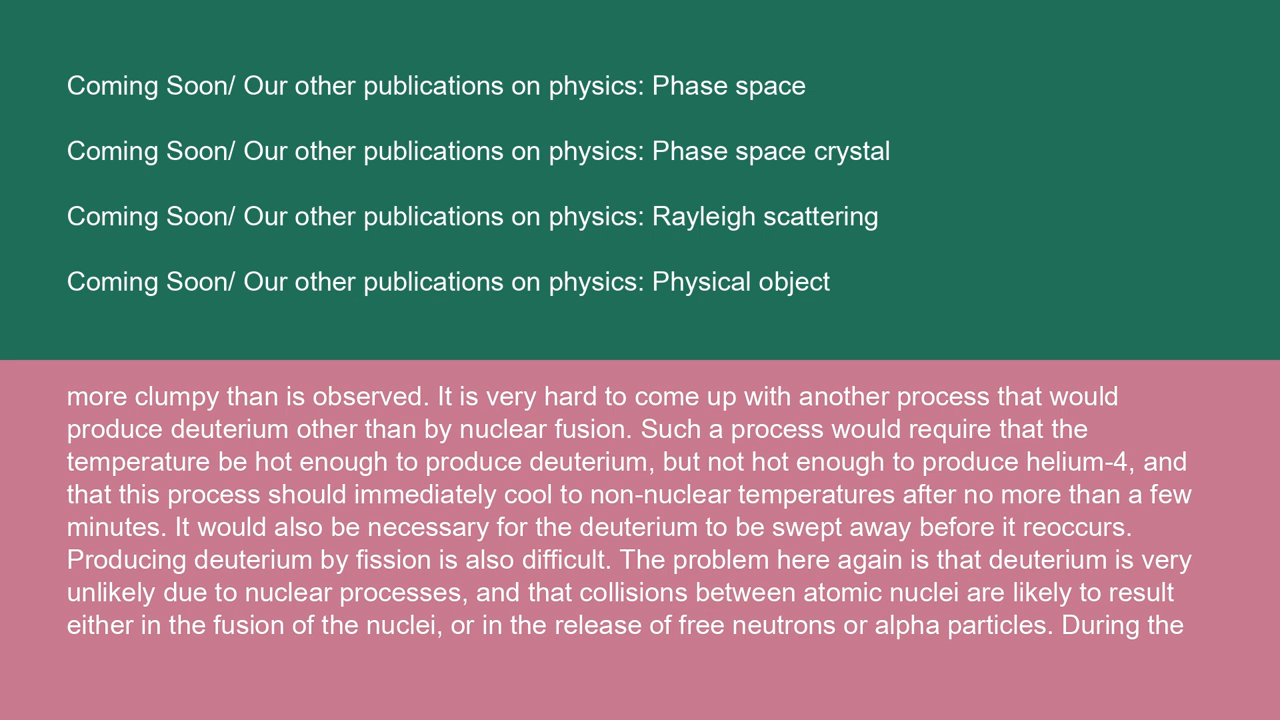 Coming Soon/ Our other publications on physics: Phase space
Coming Soon/ Our other publications on physics: Phase space crystal
Coming Soon/ Our other publications on physics: Rayleigh scattering
Coming Soon/ Our other publications on physics: Physical object
more clumpy than is observed. It is very hard to come up with another process that would
produce deuterium other than by nuclear fusion. Such a process would require that the
temperature be hot enough to produce deuterium, but not hot enough to produce helium-4, and
that this process should immediately cool to non-nuclear temperatures after no more than a few
minutes. It would also be necessary for the deuterium to be swept away before it reoccurs.
Producing deuterium by fission is also difficult. The problem here again is that deuterium is very
unlikely due to nuclear processes, and that collisions between atomic nuclei are likely to result
either in the fusion of the nuclei, or in the release of free neutrons or alpha particles. During the